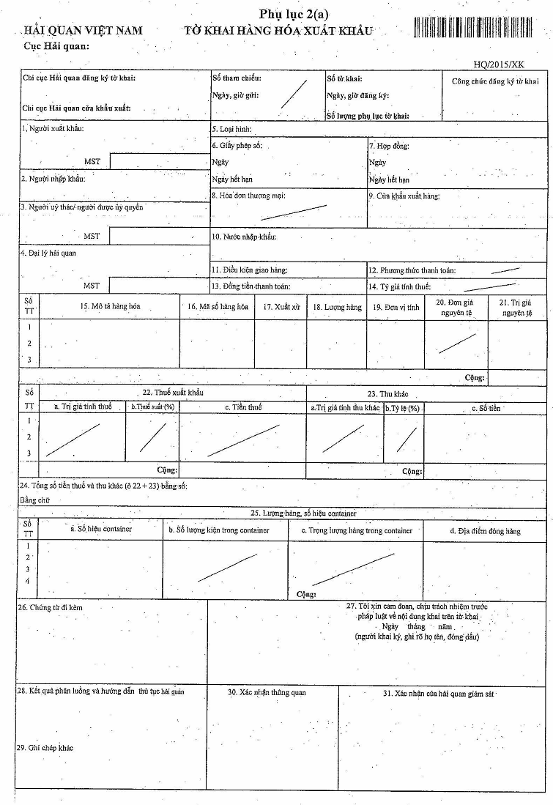 Phụ lục 2(a)
HẢI QUAN VIỆT NAM
TỜ KHAI HÀNG HÓA XUẤT KHẨU
Cục Hải quan:
HQ/2015/XK
Chi cục Hải quan đăng ký tờ khai:
Số tham chiếu:
Số tờ khai:
Công chức đăng ký tờ khai
Ngày, giờ gửi:
Ngày, giờ đăng ký:
Chi cục Hải quan cửa khẩu xuất:
Số lượng phụ lục tờ khai:
1. Người xuất khẩu:
5. Loại hình:
6. Giấy phép số:
7. Hợp đồng:
MST
Ngày
Ngày
2. Người nhập khẩu:
Ngày hết hạn
Ngày hết hạn
8. Hóa đơn thương mại:
9. Cửa khẩu xuất hàng:
3. Người uỷ thác/ người được ủy quyền
MST
10. Nước nhập khẩu:
4. Đại lý hải quan
11. Điều kiện giao hàng:
12. Phương thức thanh toán:
MST
13. Đồng tiền thanh toán:
14. Tỷ giá tính thuế:
Số TT
15. Mô tả hàng hóa
16. Mã số hàng hóa
17. Xuất xứ
18. Lượng hàng
19. Đơn vị tính
20. Đơn giá nguyên tệ
21. Trị giá nguyên tệ
1
2
3
Cộng:
Số TT
22. Thuế xuất khẩu
23. Thu khác
a. Trị giá tính thuế
b.Thuế suất (%)
c. Tiền thuế
a.Trị giá tính thu khác
b.Tỷ lệ (%)
c. Số tiền
1
2
3
Cộng:
Cộng:
24. Tổng số tiền thuế và thu khác (ô 22 + 23) bằng số:
Bằng chữ
25. Lượng hàng, số hiệu container
Số TT
a. Số hiệu container
b. Số lượng kiện trong container
c. Trọng lượng hàng trong container
d. Địa điểm đóng hàng
1
2
3
4
Cộng:
26. Chứng từ đi kèm
27. Tôi xin cam đoan, chịu trách nhiệm trước
pháp luật về nội dung khai trên tờ khai
Ngày tháng năm
(người khai ký, ghi rõ họ tên, đóng dấu)
28. Kết quả phân luồng và hướng dẫn thủ tục hải quan
30. Xác nhận thông quan
31. Xác nhận của hải quan giám sát
29. Ghi chép khác